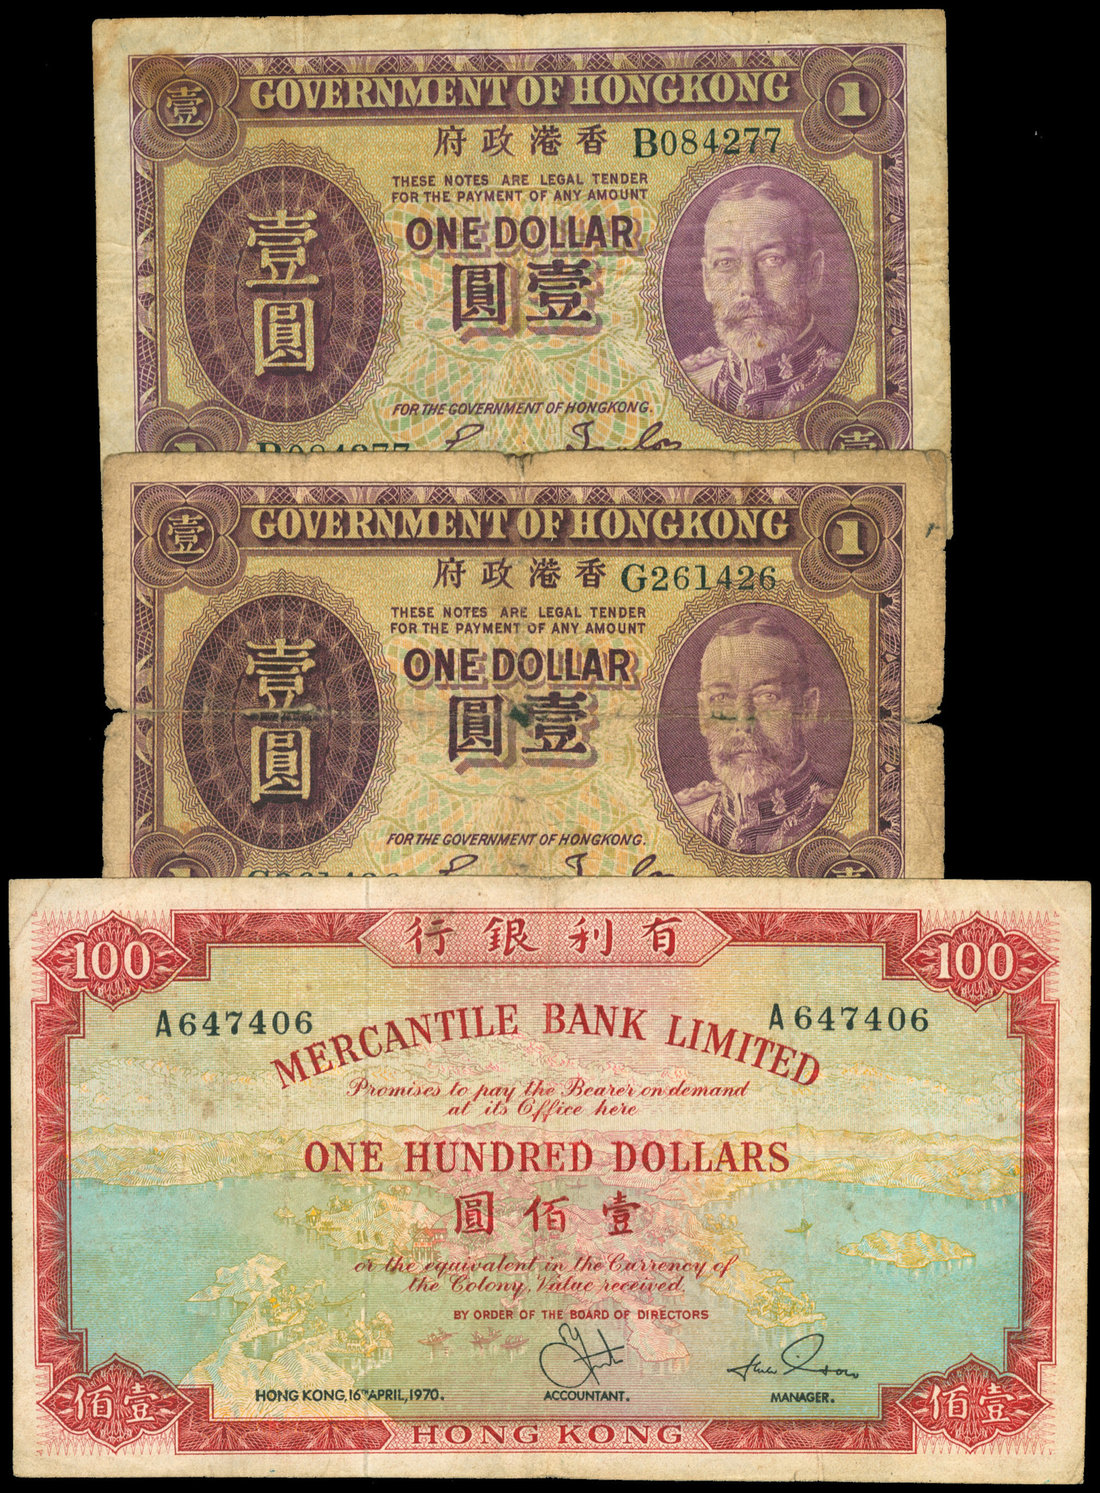 壹 GOVERNMENT OF HONGKONG 1
府政港香 B084277
THESE NOTES ARE LEGAL TENDER
FOR THE PAYMENT OF ANY AMOUNT
ONE DOLLAR
圓壹
壹圓
FOR THE GOVERNMENT OF HONGKONG.
1 B084277 壹
壹 GOVERNMENT OF HONGKONG 1
府政港香 G261426
THESE NOTES ARE LEGAL TENDER
FOR THE PAYMENT OF ANY AMOUNT
ONE DOLLAR
圓壹
壹圓
FOR THE GOVERNMENT OF HONGKONG.
1 G261426 壹
行銀利有
100 100
A647406 A647406
MERCANTILE BANK LIMITED
Promises to pay the Bearer on demand
at its Office here
ONE HUNDRED DOLLARS
圓佰壹
or the equivalent in the Currency of
the Colony, Value received.
BY ORDER OF THE BOARD OF DIRECTORS
HONG KONG, 16TH APRIL, 1970. ACCOUNTANT. MANAGER.
佰壹 佰壹
HONG KONG